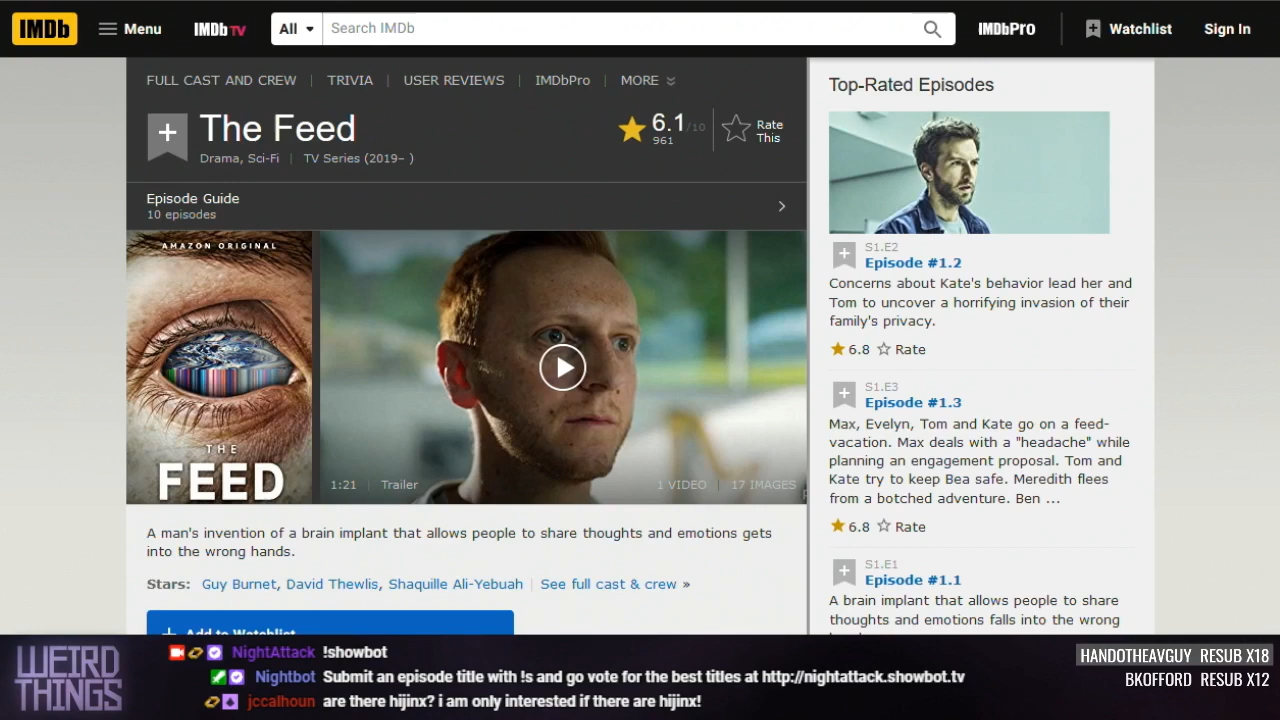 IMDb
Menu
IMDb TV
All
Search IMDb
IMDbPro
Watchlist
Sign In
FULL CAST AND CREW | TRIVIA | USER REVIEWS | IMDbPro | MORE
The Feed
Drama, Sci-Fi | TV Series (2019– )
6.1/10
961
Rate This
Episode Guide
10 episodes
AMAZON ORIGINAL
THE
FEED
1:21 | Trailer
1 VIDEO | 17 IMAGES
A man's invention of a brain implant that allows people to share thoughts and emotions gets
into the wrong hands.
Stars: Guy Burnet, David Thewlis, Shaquille Ali-Yebuah | See full cast & crew »
Add to Watchlist
Top-Rated Episodes
S1.E2
Episode #1.2
Concerns about Kate's behavior lead her and
Tom to uncover a horrifying invasion of their
family's privacy.
6.8 Rate
S1.E3
Episode #1.3
Max, Evelyn, Tom and Kate go on a feed-
vacation. Max deals with a "headache" while
planning an engagement proposal. Tom and
Kate try to keep Bea safe. Meredith flees
from a botched adventure. Ben ...
6.8 Rate
S1.E1
Episode #1.1
A brain implant that allows people to share
thoughts and emotions falls into the wrong
WEIRD
THINGS
NightAttack !showbot
Nightbot Submit an episode title with !s and go vote for the best titles at http://nightattack.showbot.tv
jccalhoun are there hijinx? i am only interested if there are hijinx!
HANDOTHEAVGUY RESUB X18
BKOFFORD RESUB X12